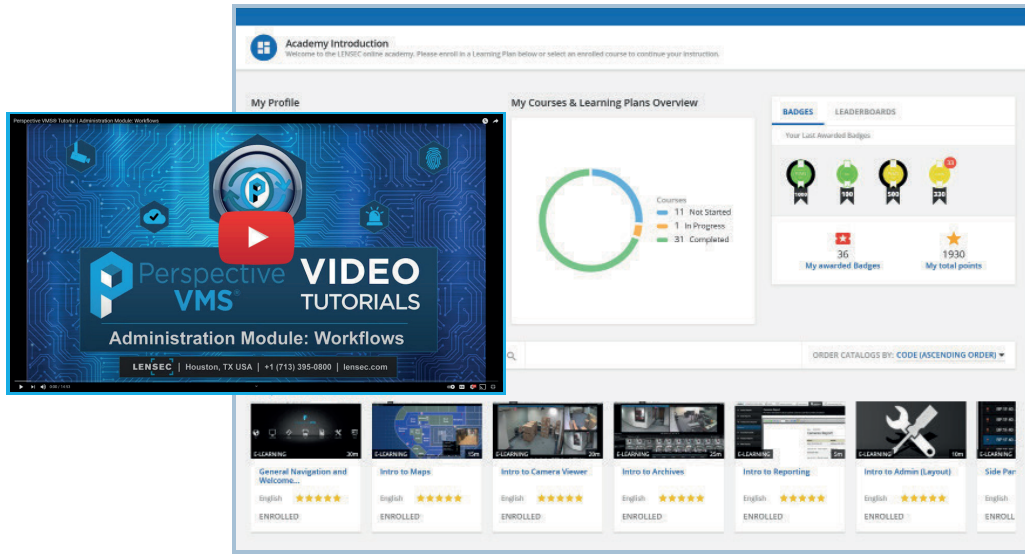 Academy Introduction
Welcome to the LENSEC online academy. Please enroll in a Learning Plan below or select an enrolled course to continue your instruction.
My Profile
My Courses & Learning Plans Overview
Courses
11 Not Started
1 In Progress
31 Completed
BADGES LEADERBOARDS
Your Last Awarded Badges
33
1000 100 500 330
36
My awarded Badges
1930
My total points
Perspective VMS® Tutorial | Administration Module: Workflows
Perspective
VMS®
VIDEO
TUTORIALS
Administration Module: Workflows
LENSEC | Houston, TX USA | +1 (713) 395-0800 | lensec.com
ORDER CATALOGS BY: CODE (ASCENDING ORDER)
E-LEARNING 30m
General Navigation and
Welcome...
English
ENROLLED
E-LEARNING 15m
Intro to Maps
English
ENROLLED
E-LEARNING 20m
Intro to Camera Viewer
English
ENROLLED
E-LEARNING 25m
Intro to Archives
English
ENROLLED
E-LEARNING 5m
Intro to Reporting
English
ENROLLED
E-LEARNING 10m
Intro to Admin (Layout)
English
ENROLLED
E-LEARNING
Side Par
English
ENROLL